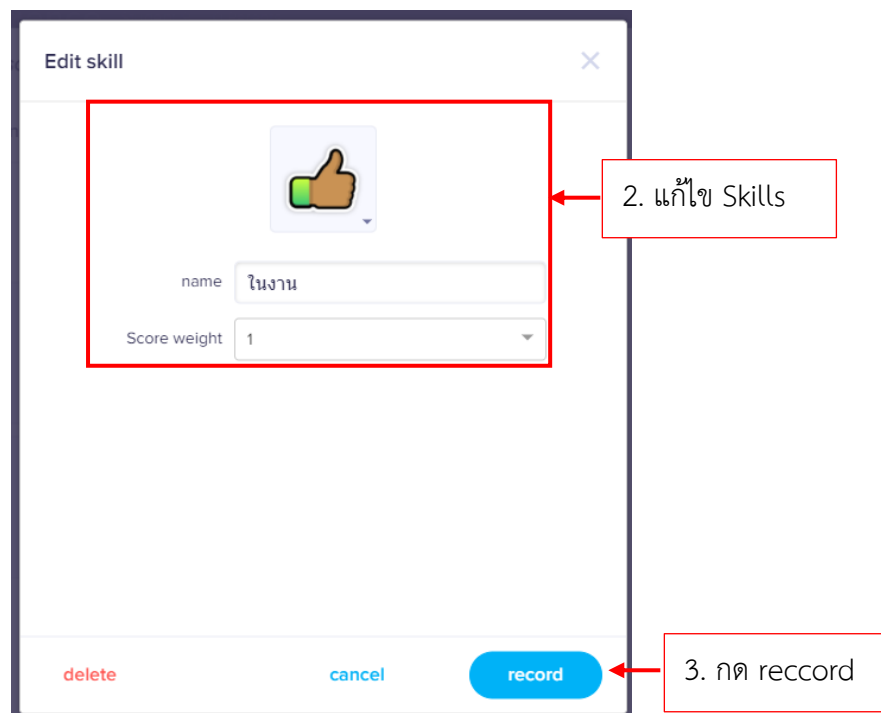 Edit skill
2. แก้ไข Skills
name ในงาน
Score weight 1
delete cancel record
3. กด reccord